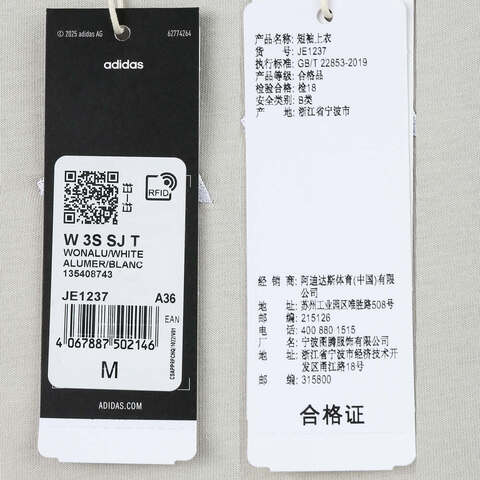 © 2025 adidas AG 62774264
adidas
RFID
W 3S SJ T
WONALU/WHITE
ALUMER/BLANC
135408743
JE1237 A36
EAN
4 067887 502146
M
ADIDAS.COM
产品名称: 短袖上衣
货 号: JE1237
执行标准: GB/T 22853-2019
产品等级: 合格品
检验合格: 检18
安全类别: B类
产 地: 浙江省宁波市
经 销 商: 阿迪达斯体育(中国)有限
公司
地 址: 苏州工业园区难胜路508号
邮 编: 215126
电 话: 400 880 1515
厂 名: 宁波甬腾服饰有限公司
地 址: 浙江省宁波市经济技术开
发区甬江路18号
邮 编: 315800
合格证